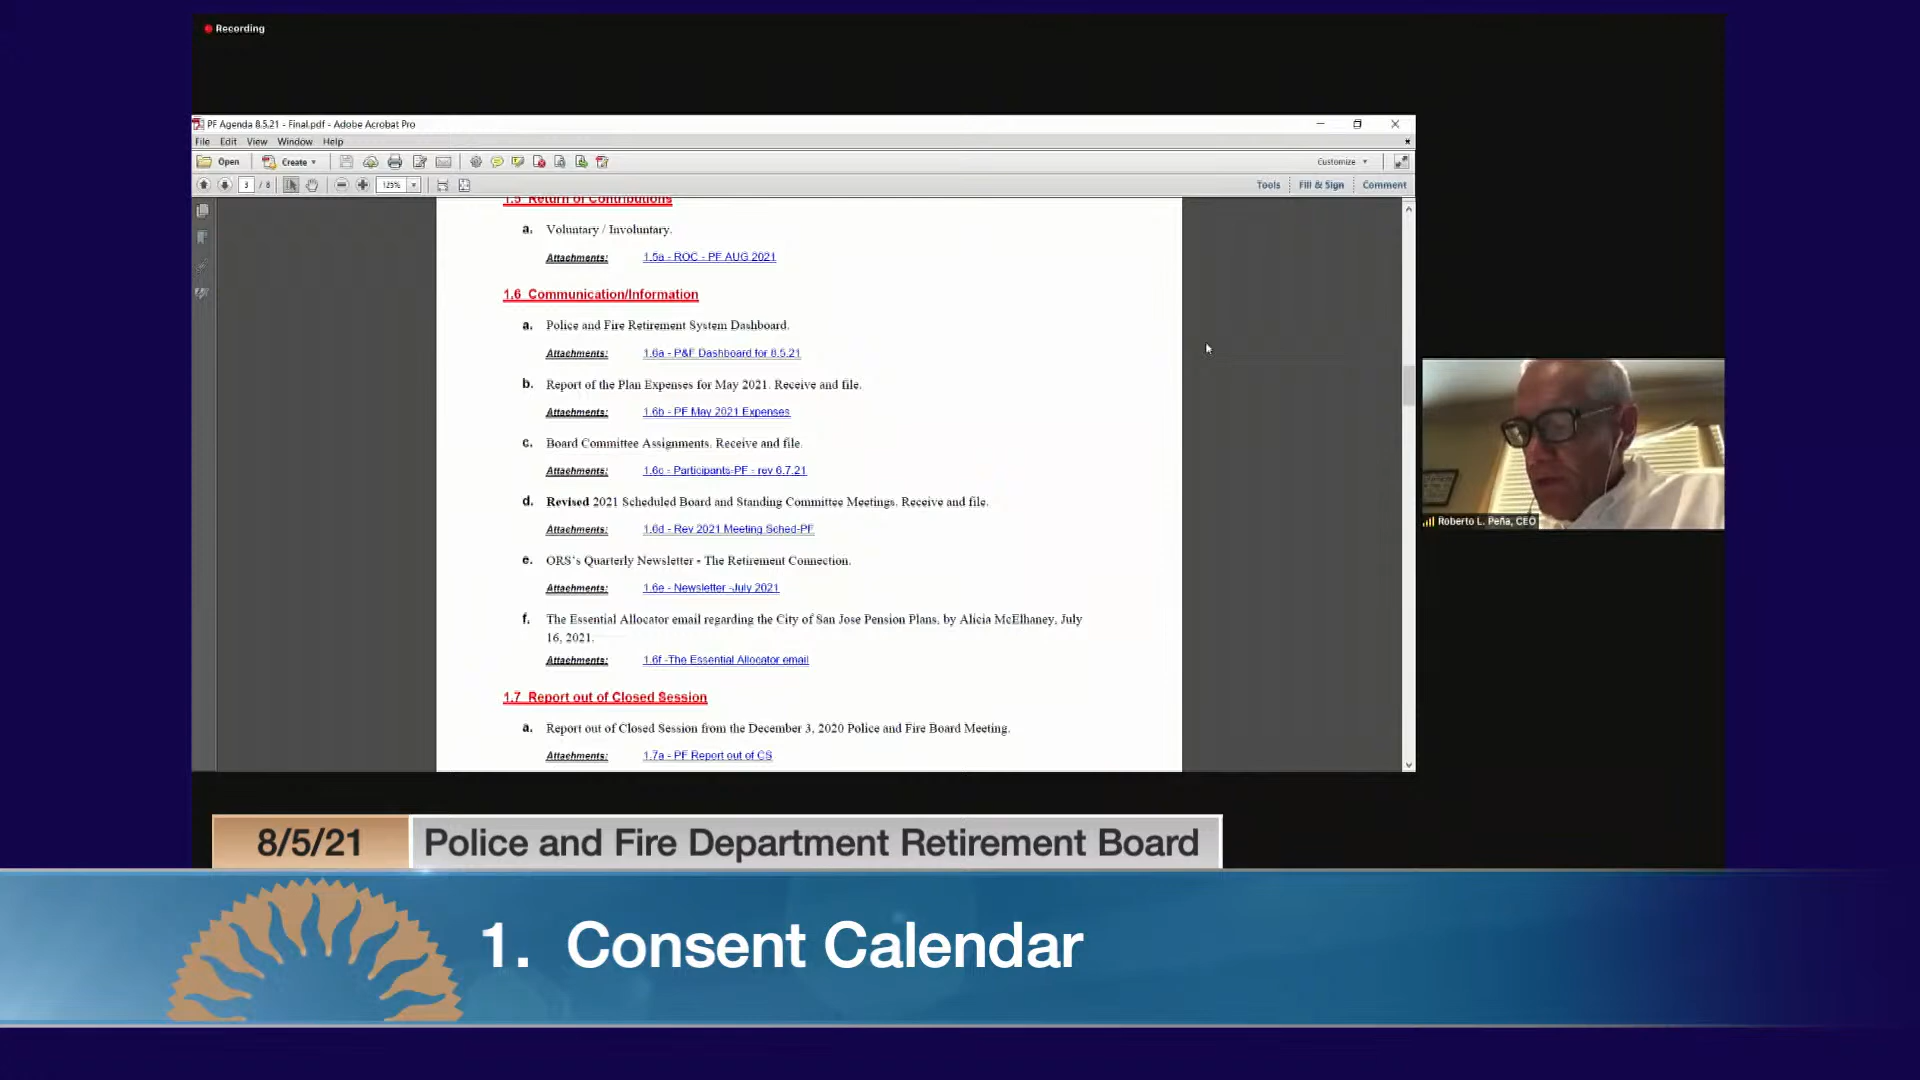 Recording
PF Agenda 8.5.21 - Final.pdf - Adobe Acrobat Pro
File Edit View Window Help
Open Create Customize
3 / 8 125% Tools Fill & Sign Comment
1.5 Return of Contributions
a. Voluntary / Involuntary.
Attachments: 1.5a - ROC - PF AUG 2021
1.6 Communication/Information
a. Police and Fire Retirement System Dashboard.
Attachments: 1.6a - P&F Dashboard for 8.5.21
b. Report of the Plan Expenses for May 2021. Receive and file.
Attachments: 1.6b - PF May 2021 Expenses
c. Board Committee Assignments. Receive and file.
Attachments: 1.6c - Participants-PF - rev 6.7.21
d. Revised 2021 Scheduled Board and Standing Committee Meetings. Receive and file.
Attachments: 1.6d - Rev 2021 Meeting Sched-PF
e. ORS's Quarterly Newsletter - The Retirement Connection.
Attachments: 1.6e - Newsletter -July 2021
f. The Essential Allocator email regarding the City of San Jose Pension Plans, by Alicia McElhaney, July
16, 2021.
Attachments: 1.6f -The Essential Allocator email
1.7 Report out of Closed Session
a. Report out of Closed Session from the December 3, 2020 Police and Fire Board Meeting.
Attachments: 1.7a - PF Report out of CS
Roberto L. Peña, CEO
8/5/21 Police and Fire Department Retirement Board
1. Consent Calendar